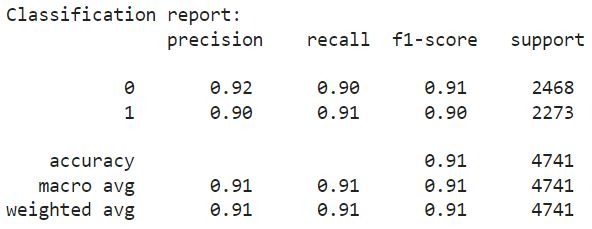 Classification report:
precision recall f1-score support
0 0.92 0.90 0.91 2468
1 0.90 0.91 0.90 2273
accuracy 0.91 4741
macro avg 0.91 0.91 0.91 4741
weighted avg 0.91 0.91 0.91 4741